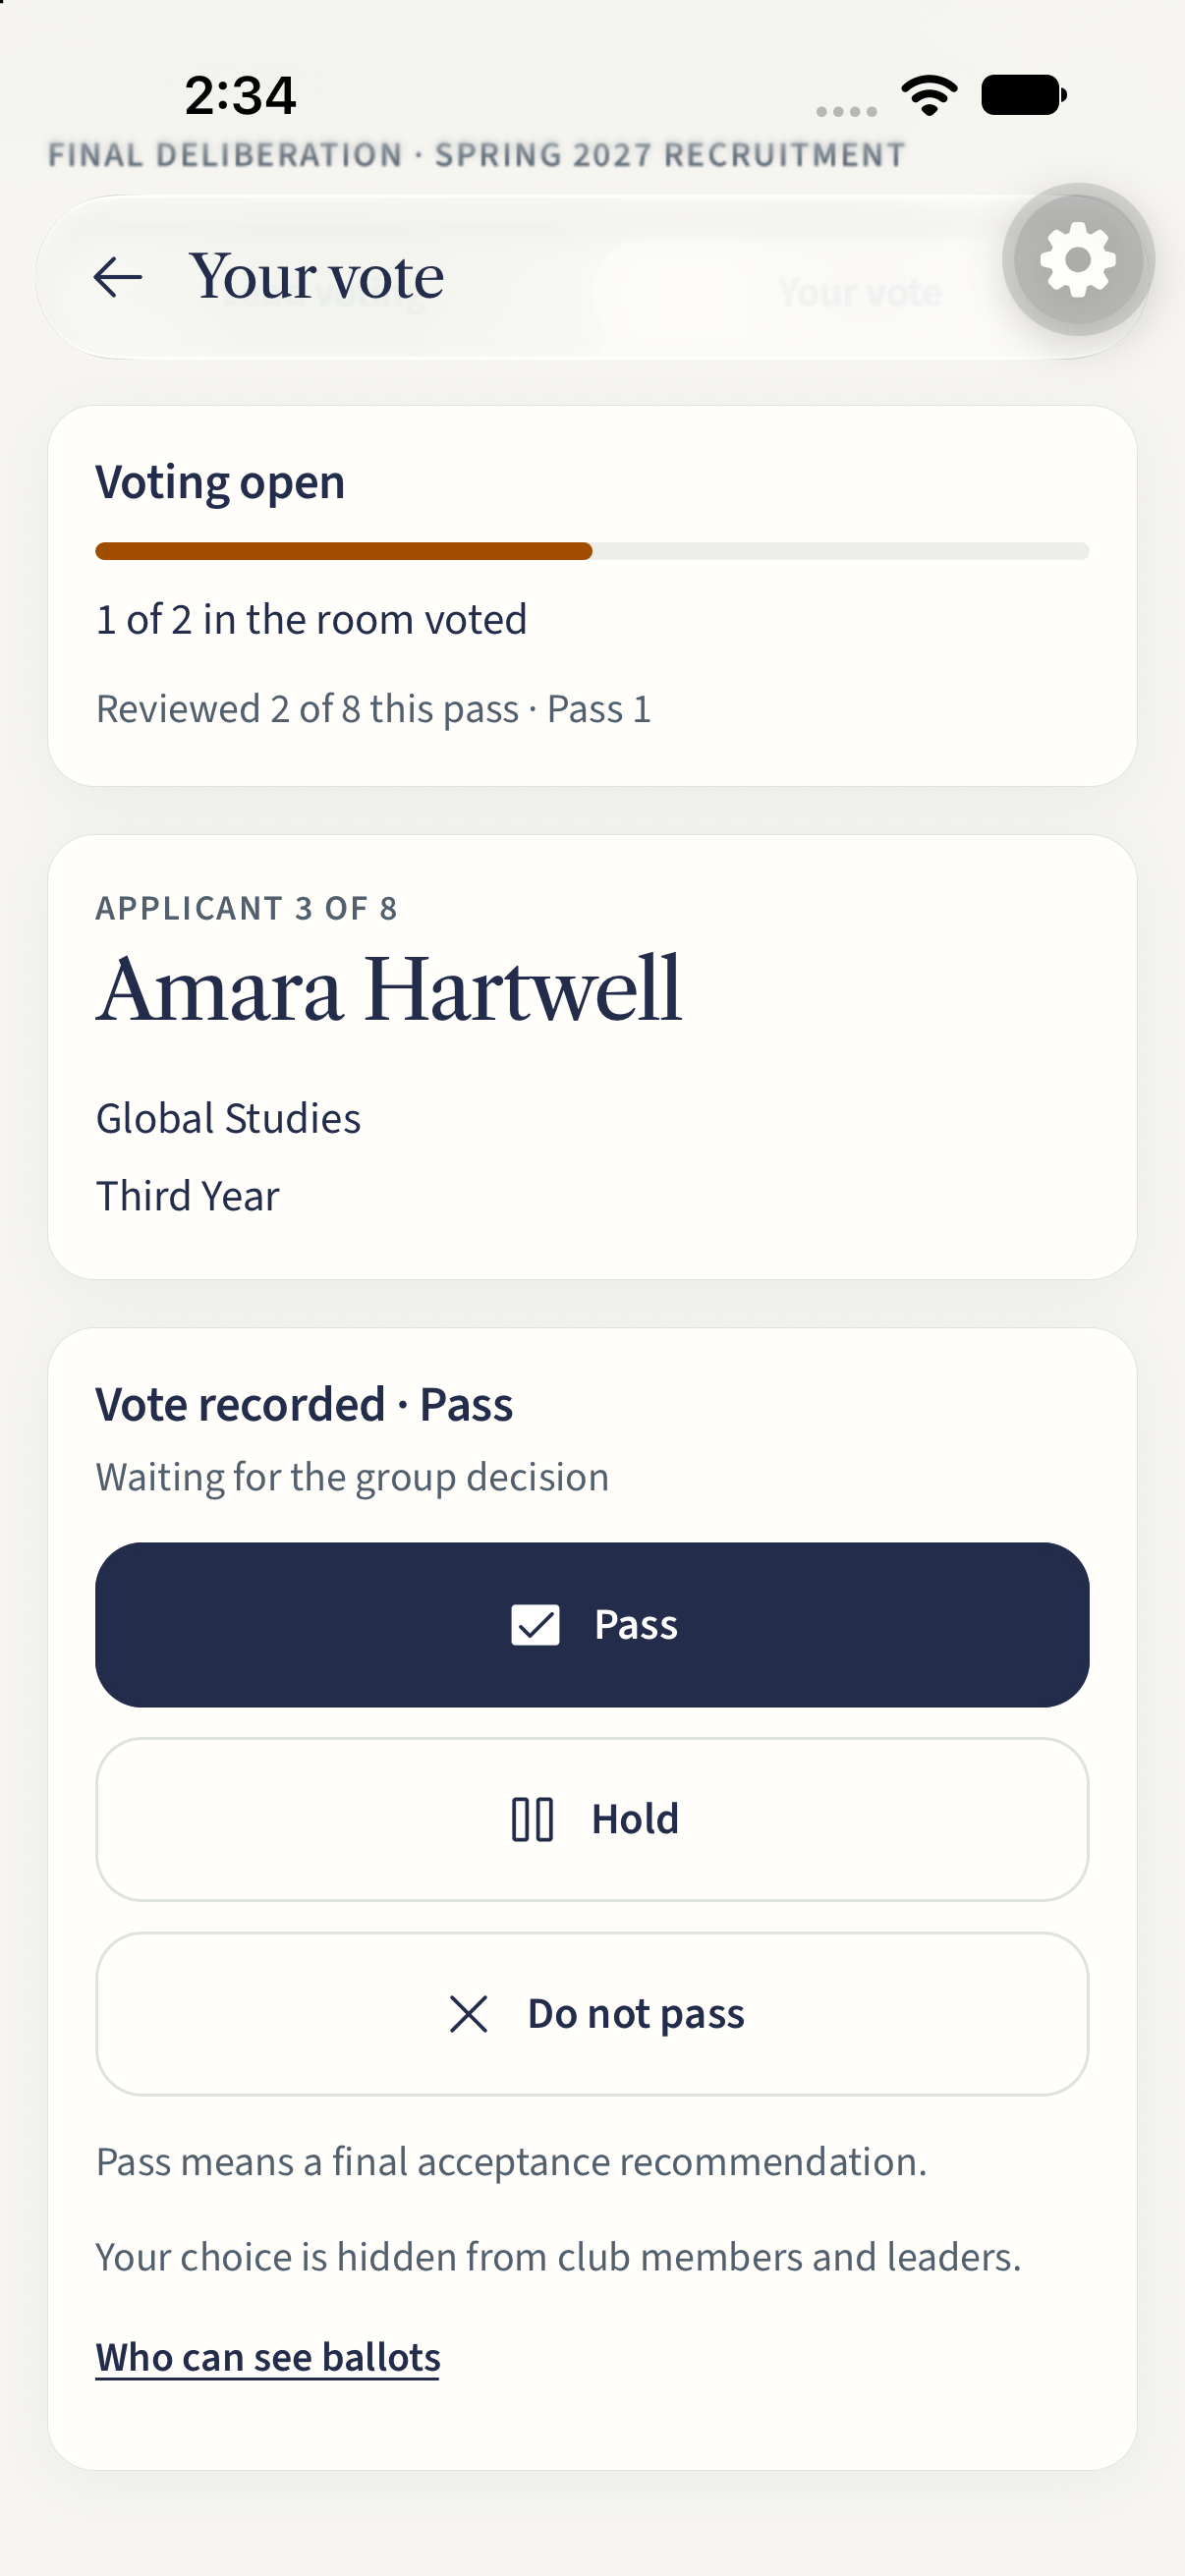 2:34
FINAL DELIBERATION · SPRING 2027 RECRUITMENT
Your vote
voting
Your vote
Voting open
1 of 2 in the room voted
Reviewed 2 of 8 this pass · Pass 1
APPLICANT 3 OF 8
Amara Hartwell
Global Studies
Third Year
Vote recorded · Pass
Waiting for the group decision
Pass
Hold
Do not pass
Pass means a final acceptance recommendation.
Your choice is hidden from club members and leaders.
Who can see ballots